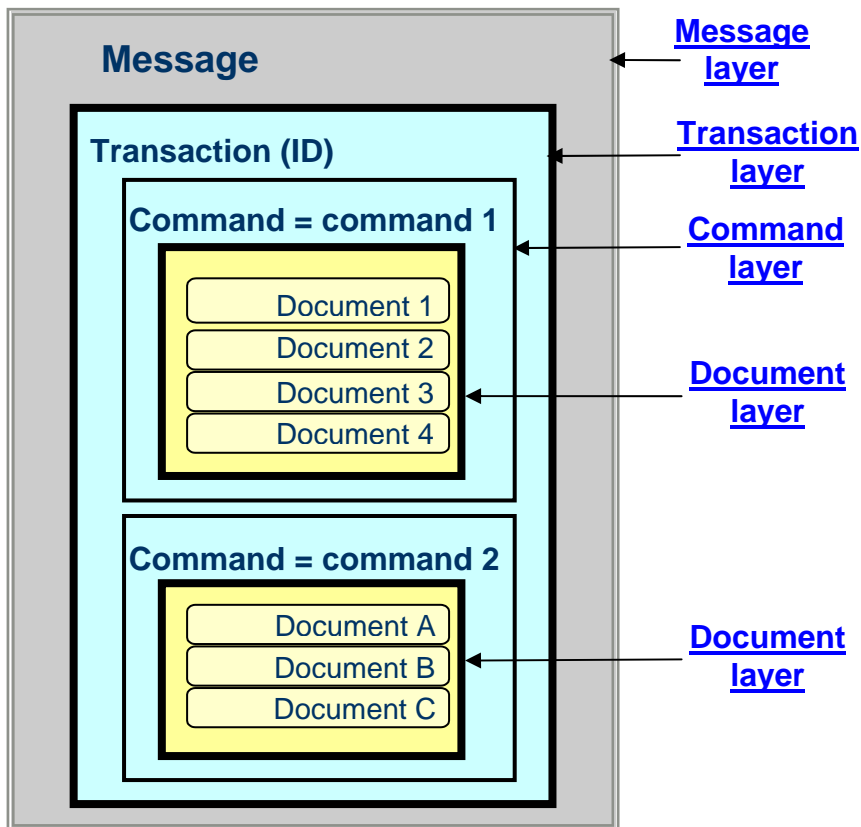 Message
Transaction (ID)
Command = command 1
Document 1
Document 2
Document 3
Document 4
Command = command 2
Document A
Document B
Document C
Message
layer
Transaction
layer
Command
layer
Document
layer
Document
layer